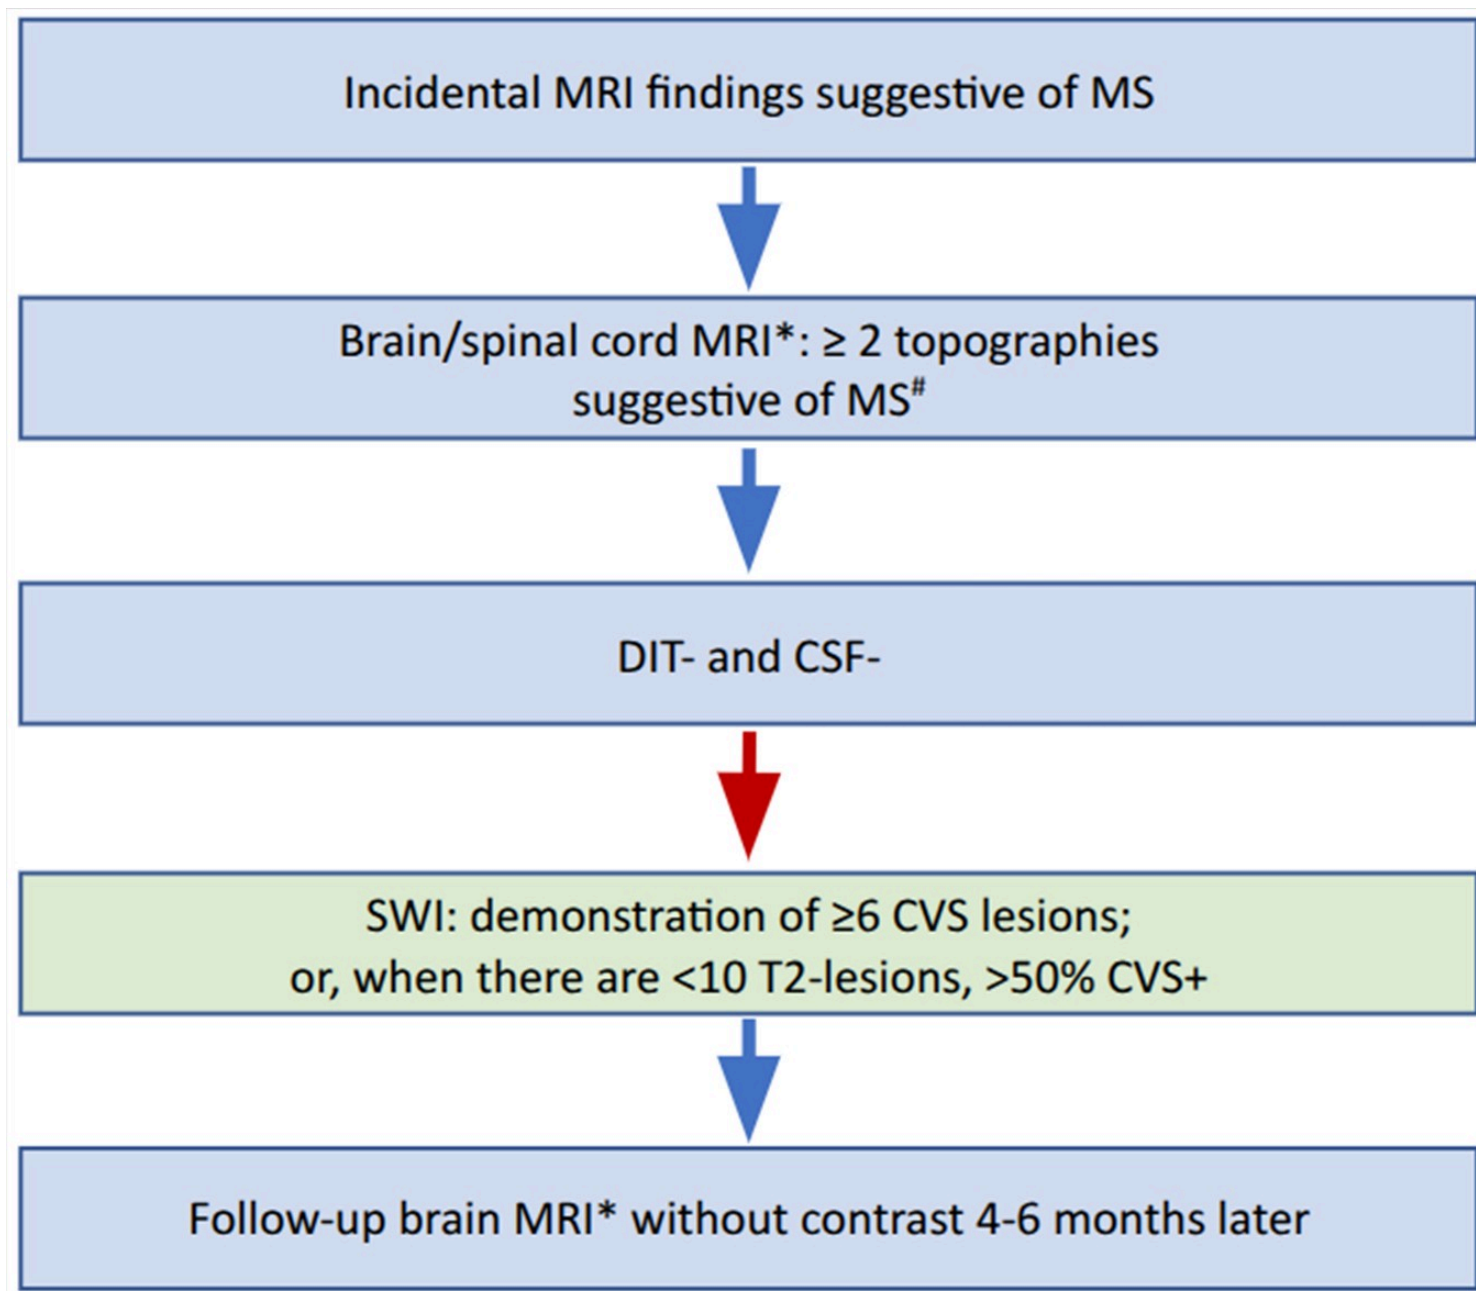 Incidental MRI findings suggestive of MS
Brain/spinal cord MRI*: ≥ 2 topographies
suggestive of MS#
DIT- and CSF-
SWI: demonstration of ≥6 CVS lesions;
or, when there are <10 T2-lesions, >50% CVS+
Follow-up brain MRI* without contrast 4-6 months later